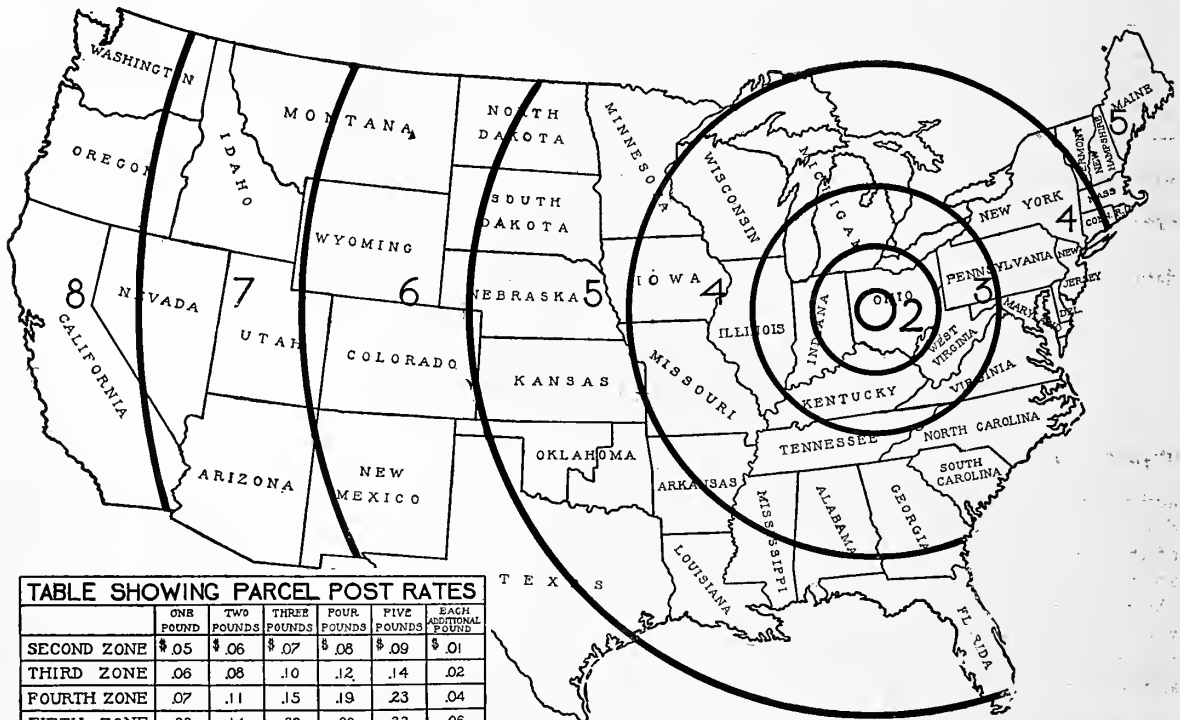 WASHINGTON
OREGON
IDAHO
MONTANA
NORTH
DAKOTA
SOUTH
DAKOTA
WYOMING
NEBRASKA
MINNESOTA
WISCONSIN
MICHIGAN
IOWA
ILLINOIS
INDIANA
OHIO
NEW YORK
PENNSYLVANIA
NEW
JERSEY
MAINE
NEW
HAMPSHIRE
VERMONT
MASS
CONN.
R.I.
MARY
DEL.
WEST
VIRGINIA
VIRGINIA
KENTUCKY
TENNESSEE
NORTH CAROLINA
SOUTH
CAROLINA
GEORGIA
ALABAMA
MISSISSIPPI
FLORIDA
LOUISIANA
ARKANSAS
MISSOURI
KANSAS
OKLAHOMA
TEXAS
COLORADO
NEW
MEXICO
ARIZONA
UTAH
NEVADA
CALIFORNIA
8
7
6
5
4
2
3
4
5
TABLE SHOWING PARCEL POST RATES
ONE POUND TWO POUNDS THREE POUNDS FOUR POUNDS FIVE POUNDS EACH ADDITIONAL POUND
SECOND ZONE $.05 $.06 $.07 $.08 $.09 $.01
THIRD ZONE .06 .08 .10 .12 .14 .02
FOURTH ZONE .07 .11 .15 .19 .23 .04